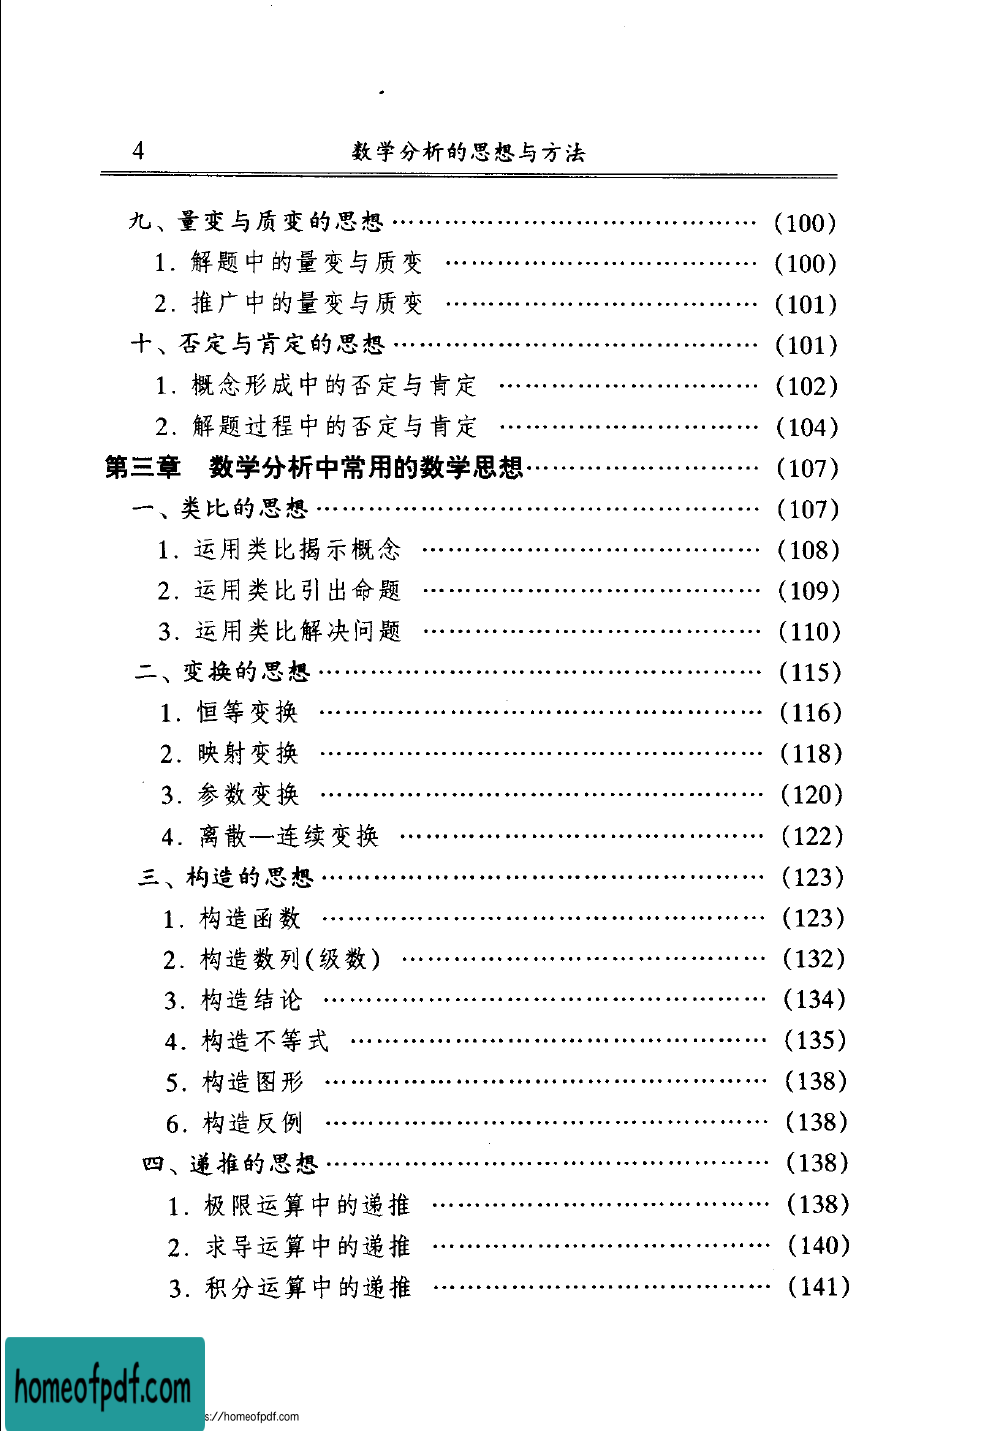 4 数学分析的思想与方法
九、量变与质变的思想……………………………………(100)
1. 解题中的量变与质变 ………………………………(100)
2. 推广中的量变与质变 ………………………………(101)
十、否定与肯定的思想……………………………………(101)
1. 概念形成中的否定与肯定 …………………………(102)
2. 解题过程中的否定与肯定 …………………………(104)
第三章 数学分析中常用的数学思想………………………(107)
一、类比的思想……………………………………………(107)
1. 运用类比揭示概念 …………………………………(108)
2. 运用类比引出命题 …………………………………(109)
3. 运用类比解决问题 …………………………………(110)
二、变换的思想……………………………………………(115)
1. 恒等变换 ……………………………………………(116)
2. 映射变换 ……………………………………………(118)
3. 参数变换 ……………………………………………(120)
4. 离散—连续变换 ……………………………………(122)
三、构造的思想……………………………………………(123)
1. 构造函数 ……………………………………………(123)
2. 构造数列(级数) ……………………………………(132)
3. 构造结论 ……………………………………………(134)
4. 构造不等式 …………………………………………(135)
5. 构造图形 ……………………………………………(138)
6. 构造反例 ……………………………………………(138)
四、递推的思想……………………………………………(138)
1. 极限运算中的递推 …………………………………(138)
2. 求导运算中的递推 …………………………………(140)
3. 积分运算中的递推 …………………………………(141)
homeofpdf.com
s://homeofpdf.com